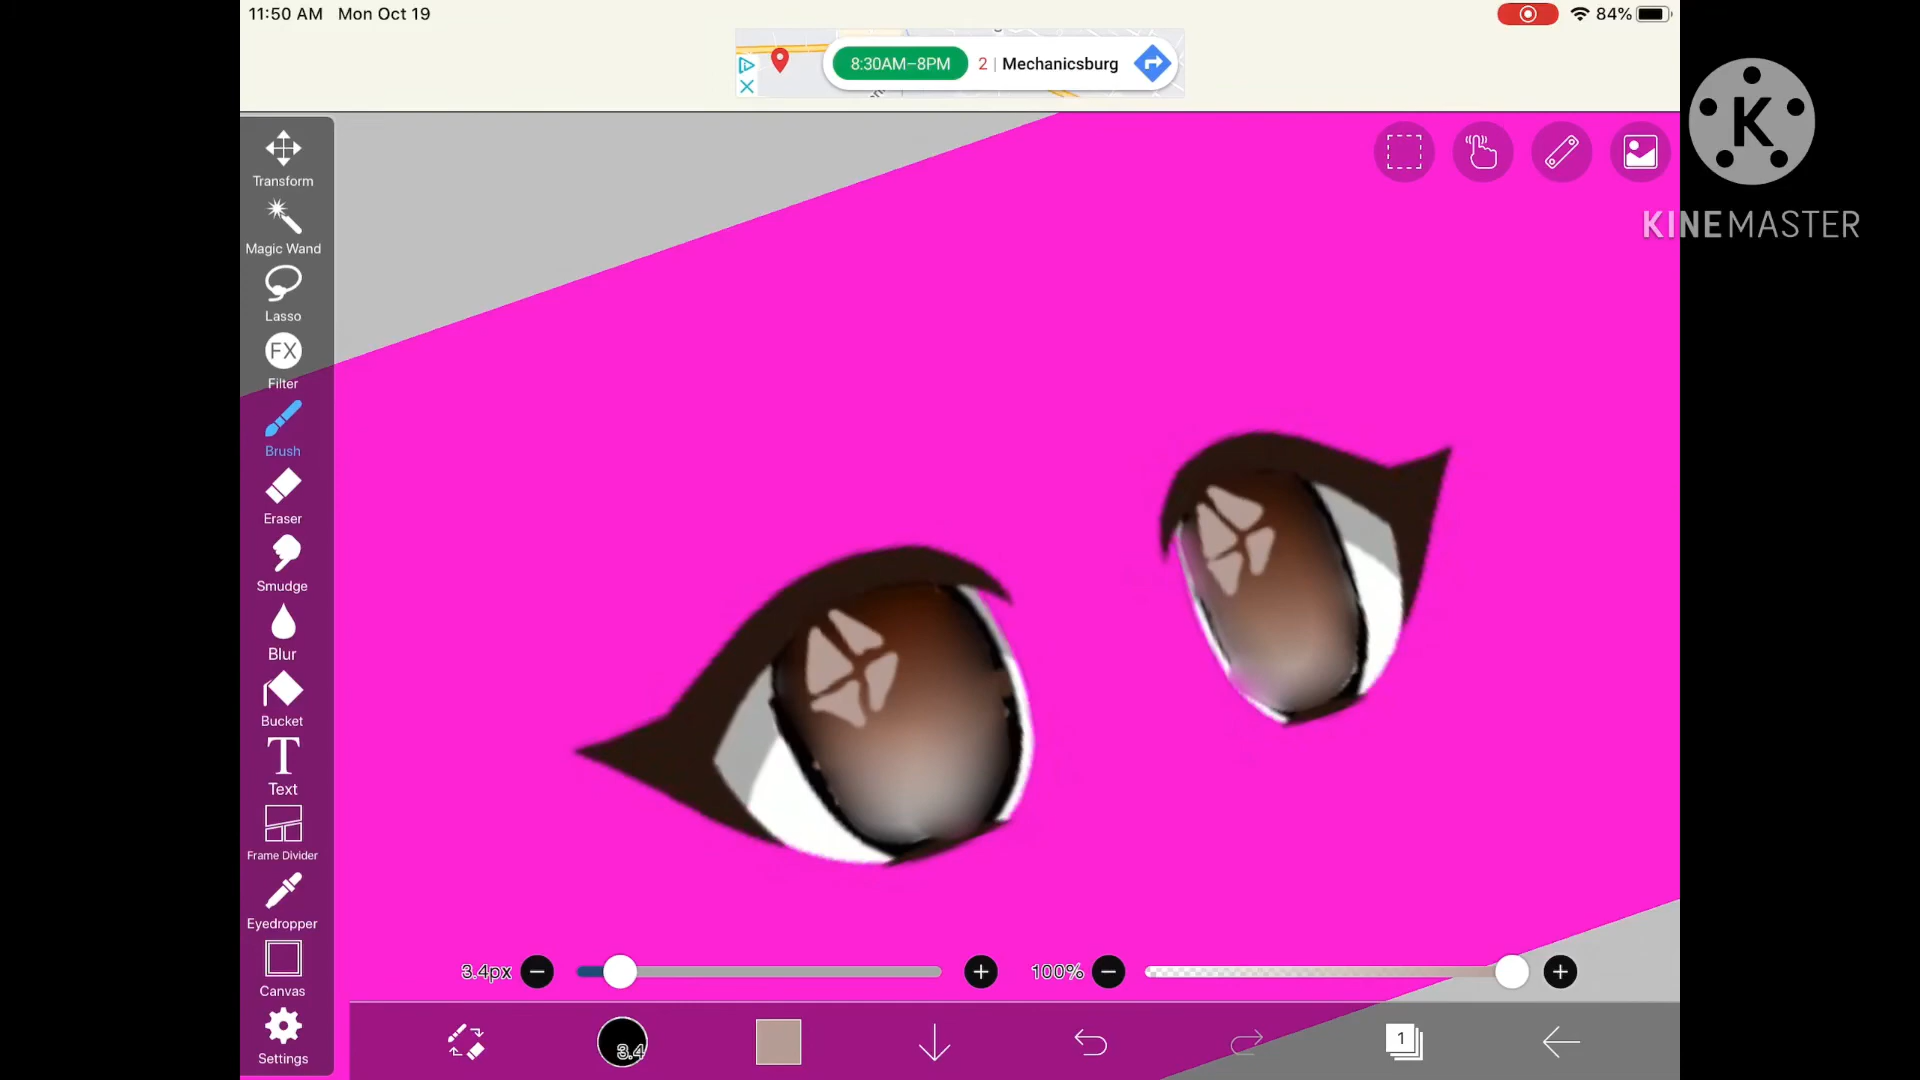 11:50 AM Mon Oct 19
84%
8:30AM–8PM 2 | Mechanicsburg
K
KINEMASTER
Transform
Magic Wand
Lasso
FX
Filter
Brush
Eraser
Smudge
Blur
Bucket
T
Text
Frame Divider
Eyedropper
Canvas
Settings
3.4px
100%
3.4
1